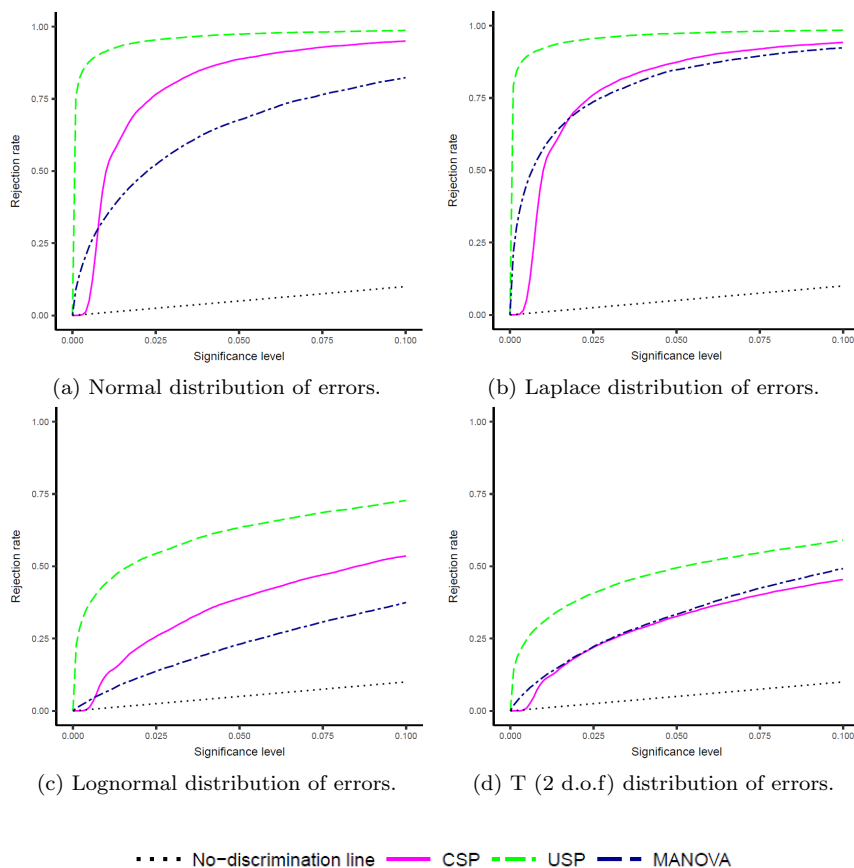 1.00
0.75
0.50
0.25
0.00
Rejection rate
0.000 0.025 0.050 0.075 0.100
Significance level
(a) Normal distribution of errors.
1.00
0.75
0.50
0.25
0.00
Rejection rate
0.000 0.025 0.050 0.075 0.100
Significance level
(b) Laplace distribution of errors.
1.00
0.75
0.50
0.25
0.00
Rejection rate
0.000 0.025 0.050 0.075 0.100
Significance level
(c) Lognormal distribution of errors.
1.00
0.75
0.50
0.25
0.00
Rejection rate
0.000 0.025 0.050 0.075 0.100
Significance level
(d) T (2 d.o.f) distribution of errors.
No−discrimination line CSP USP MANOVA